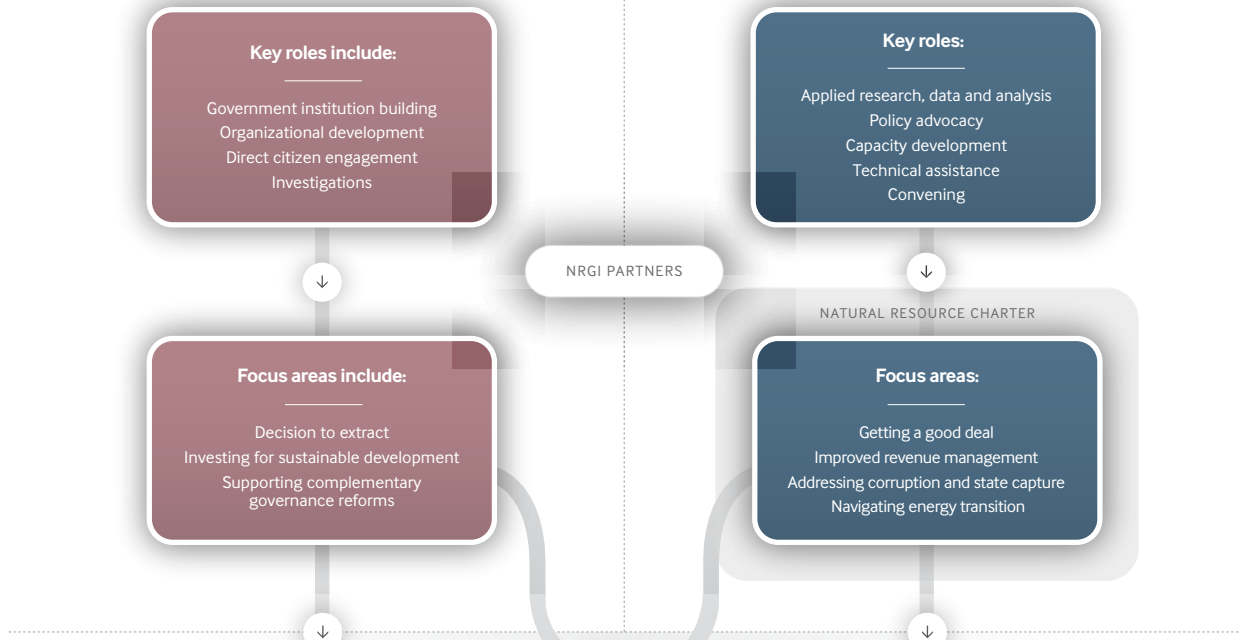 Key roles include:
Government institution building
Organizational development
Direct citizen engagement
Investigations
Key roles:
Applied research, data and analysis
Policy advocacy
Capacity development
Technical assistance
Convening
NRGI PARTNERS
NATURAL RESOURCE CHARTER
Focus areas include:
Decision to extract
Investing for sustainable development
Supporting complementary
governance reforms
Focus areas:
Getting a good deal
Improved revenue management
Addressing corruption and state capture
Navigating energy transition